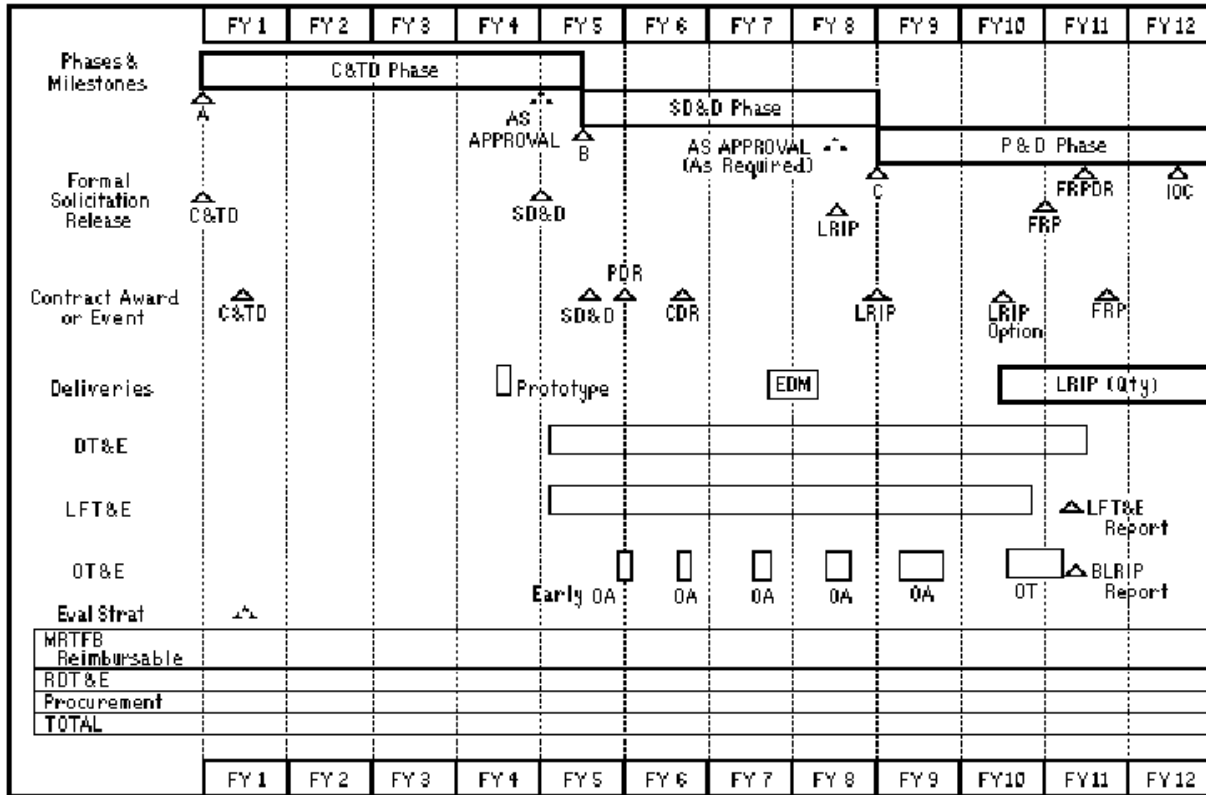 FY 1 FY 2 FY 3 FY 4 FY 5 FY 6 FY 7 FY 8 FY 9 FY10 FY11 FY 12
Phases &
Milestones
C&TD Phase
SD&D Phase
P&D Phase
A
AS
APPROVAL
B
AS APPROVAL
(As Required)
C
FRPDR
IOC
Formal
Solicitation
Release
C&TD
SD&D
LRIP
FRP
Contract Award
or Event
C&TD
SD&D
PDR
CDR
LRIP
LRIP
Option
FRP
Deliveries
Prototype
EDM
LRIP (Qty)
DT&E
LFT&E
LFT&E
Report
OT&E
Early OA
OA
OA
OA
OA
OT
BLRIP
Report
Eval Strat
MRTFB
Reimbursable
RDT&E
Procurement
TOTAL
FY 1 FY 2 FY 3 FY 4 FY 5 FY 6 FY 7 FY 8 FY 9 FY10 FY11 FY 12